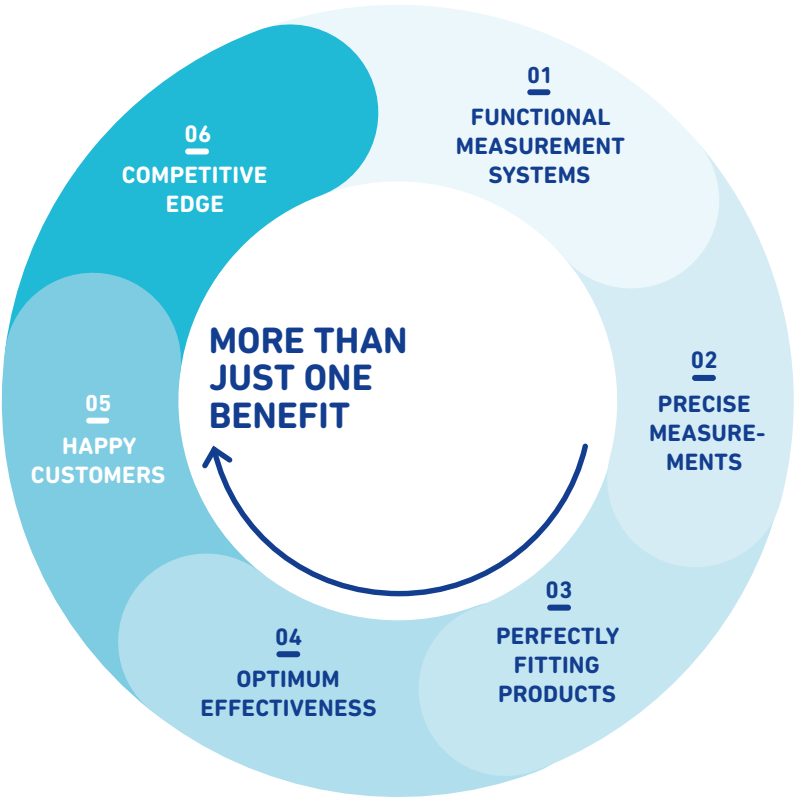 01
FUNCTIONAL
MEASUREMENT
SYSTEMS
02
PRECISE
MEASURE-
MENTS
03
PERFECTLY
FITTING
PRODUCTS
04
OPTIMUM
EFFECTIVENESS
05
HAPPY
CUSTOMERS
06
COMPETITIVE
EDGE
MORE THAN
JUST ONE
BENEFIT